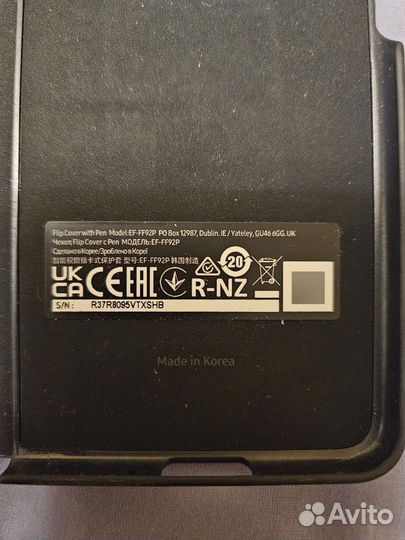 Flip Cover with Pen Model:EF-FF92P PO Box 12987, Dublin. IE / Yateley, GU46 6GG. UK
Чехол/Flip Cover с Pen МОДЕЛЬ:EF-FF92P
Сделано в Корее/Зроблено в Кореї
智能视窗插卡式保护套 型号: EF-FF92P 韩国制造
UK CA CE EAC R-NZ 20
S/N : R37R8095VTXSHB
Made in Korea
Avito